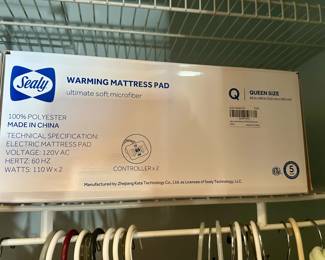 Sealy
WARMING MATTRESS PAD
ultimate soft microfiber
Q
QUEEN SIZE
100% POLYESTER
MADE IN CHINA
TECHNICAL SPECIFICATION:
ELECTRIC MATTRESS PAD
VOLTAGE: 120V AC
HERTZ: 60 HZ
WATTS: 110 W × 2
CONTROLLER × 2
5
Manufactured by Zhejiang Kata Technology Co., Ltd. as Licensee of Sealy Technology, LLC.